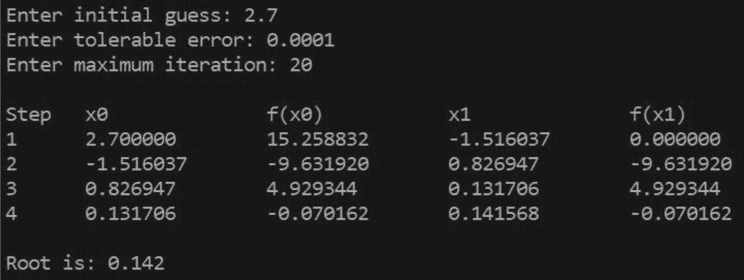 Enter initial guess: 2.7
Enter tolerable error: 0.0001
Enter maximum iteration: 20
Step x0 f(x0) x1 f(x1)
1 2.700000 15.258832 -1.516037 0.000000
2 -1.516037 -9.631920 0.826947 -9.631920
3 0.826947 4.929344 0.131706 4.929344
4 0.131706 -0.070162 0.141568 -0.070162
Root is: 0.142